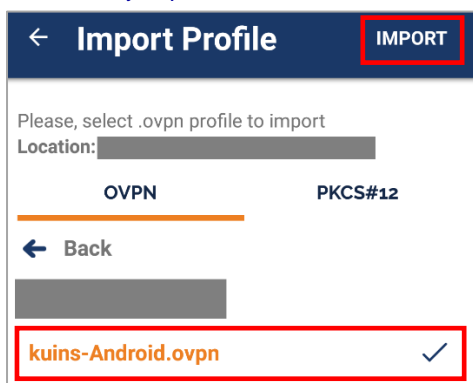 Import Profile
IMPORT
Please, select .ovpn profile to import
Location:
OVPN
PKCS#12
Back
kuins-Android.ovpn